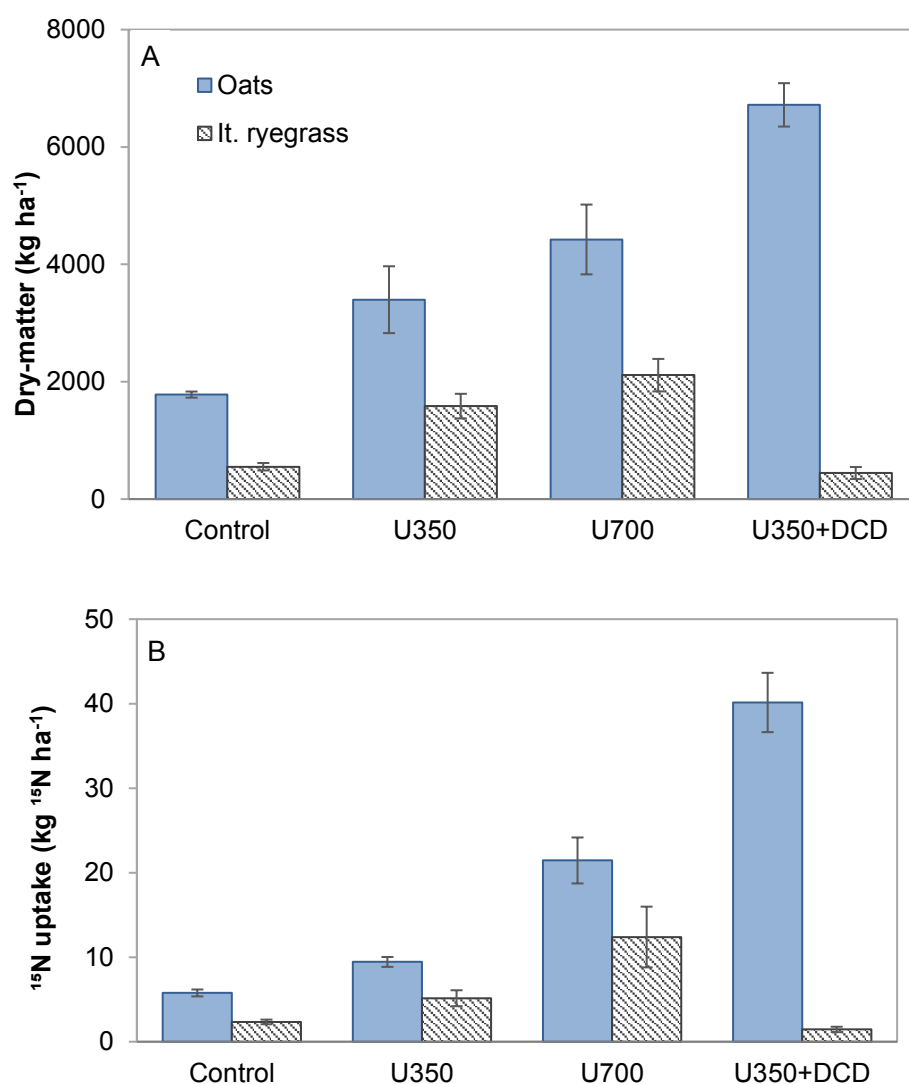 A
8000
6000
4000
2000
0
Dry-matter (kg ha⁻¹)
Oats
It. ryegrass
Control U350 U700 U350+DCD
B
50
40
30
20
10
0
¹⁵N uptake (kg ¹⁵N ha⁻¹)
Control U350 U700 U350+DCD